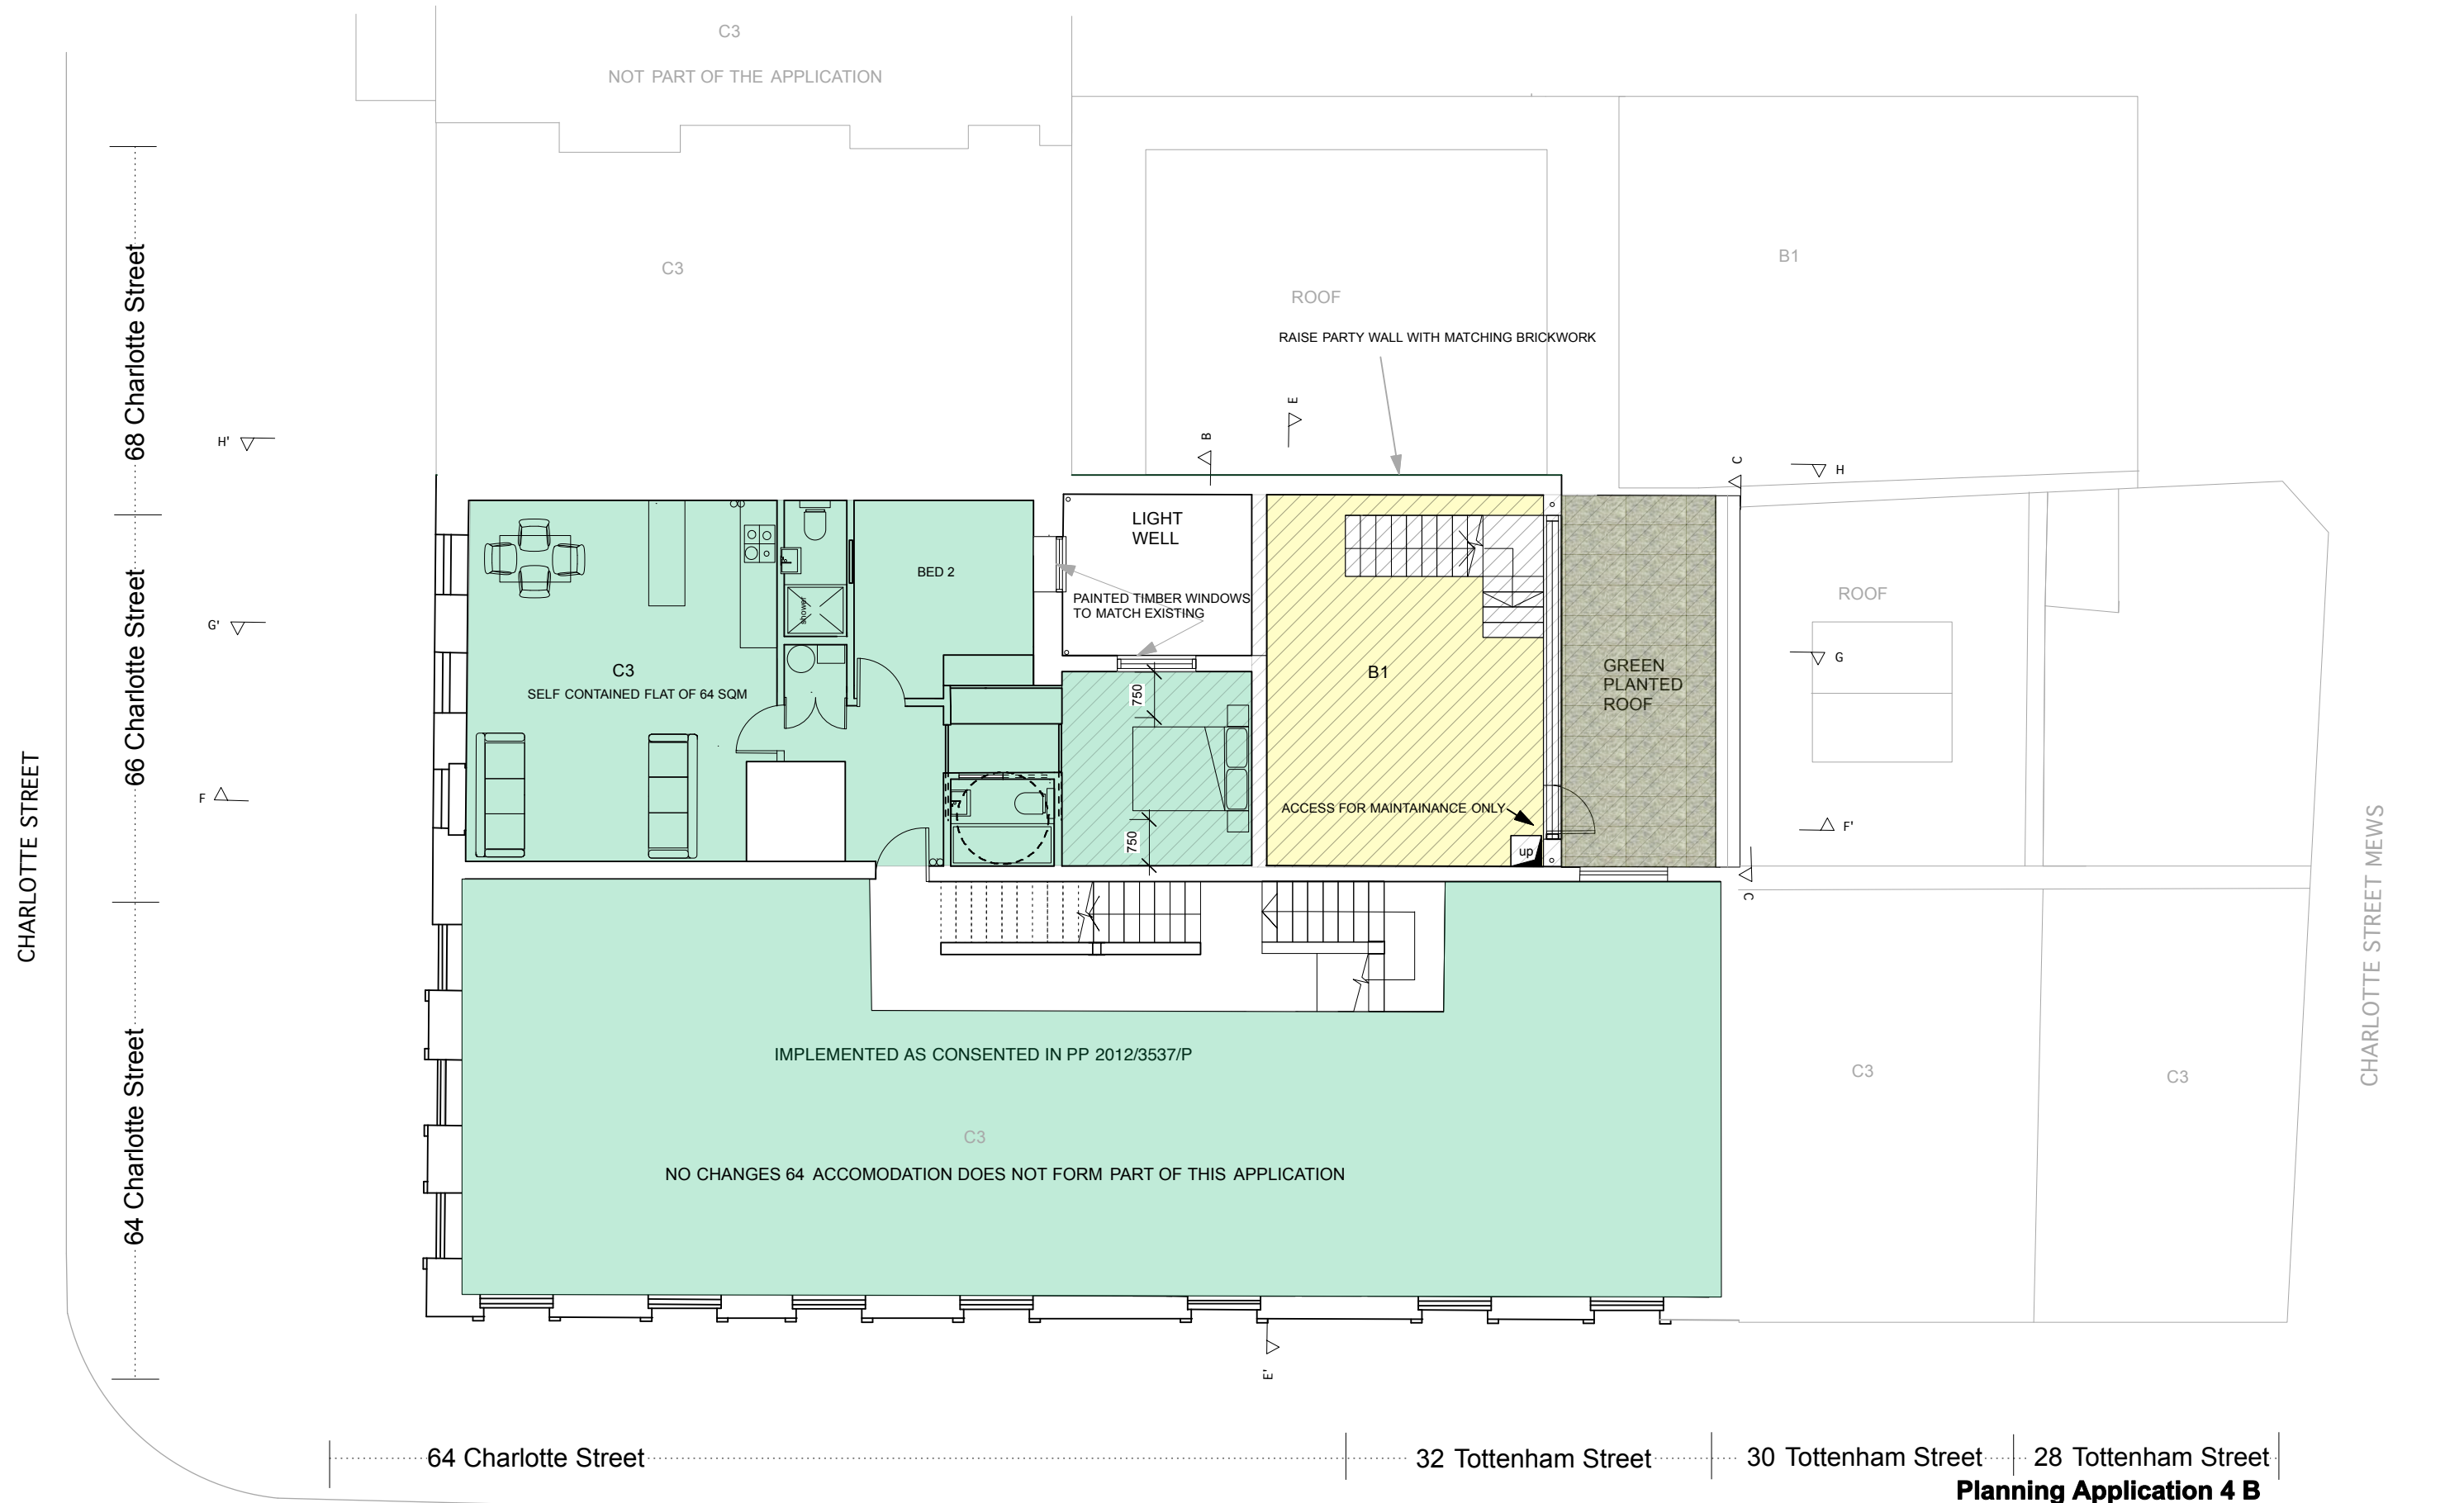 C3
NOT PART OF THE APPLICATION
68 Charlotte Street
66 Charlotte Street
64 Charlotte Street
CHARLOTTE STREET
C3
ROOF
B1
RAISE PARTY WALL WITH MATCHING BRICKWORK
H'
G'
F
B
E
C
H
G
F'
C
E'
LIGHT
WELL
BED 2
shower
PAINTED TIMBER WINDOWS
TO MATCH EXISTING
C3
SELF CONTAINED FLAT OF 64 SQM
750
750
B1
GREEN
PLANTED
ROOF
ROOF
ACCESS FOR MAINTAINANCE ONLY
up
IMPLEMENTED AS CONSENTED IN PP 2012/3537/P
C3
NO CHANGES 64 ACCOMODATION DOES NOT FORM PART OF THIS APPLICATION
C3
C3
CHARLOTTE STREET MEWS
64 Charlotte Street
32 Tottenham Street
30 Tottenham Street
28 Tottenham Street
Planning Application 4 B